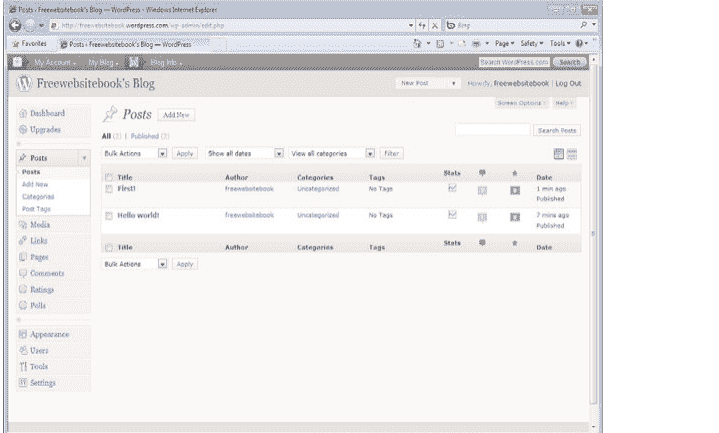 Posts ‹ Freewebsitebook's Blog — WordPress - Windows Internet Explorer
http://freewebsitebook.wordpress.com/wp-admin/edit.php
Bing
Favorites Posts ‹ Freewebsitebook's Blog — WordPress Page Safety Tools
My Account My Blog Blog Info Search WordPress.com Search
Freewebsitebook's Blog New Post Howdy, freewebsitebook | Log Out
Screen Options Help
Dashboard
Upgrades
Posts
Posts
Add New
Categories
Post Tags
Media
Links
Pages
Comments
Ratings
Polls
Appearance
Users
Tools
Settings
Posts Add New
All (2) | Published (2) Search Posts
Bulk Actions Apply Show all dates View all categories Filter
Title Author Categories Tags Stats Date
First! freewebsitebook Uncategorized No Tags 1 min ago
Published
Hello world! freewebsitebook Uncategorized No Tags 7 mins ago
Published
Title Author Categories Tags Stats Date
Bulk Actions Apply